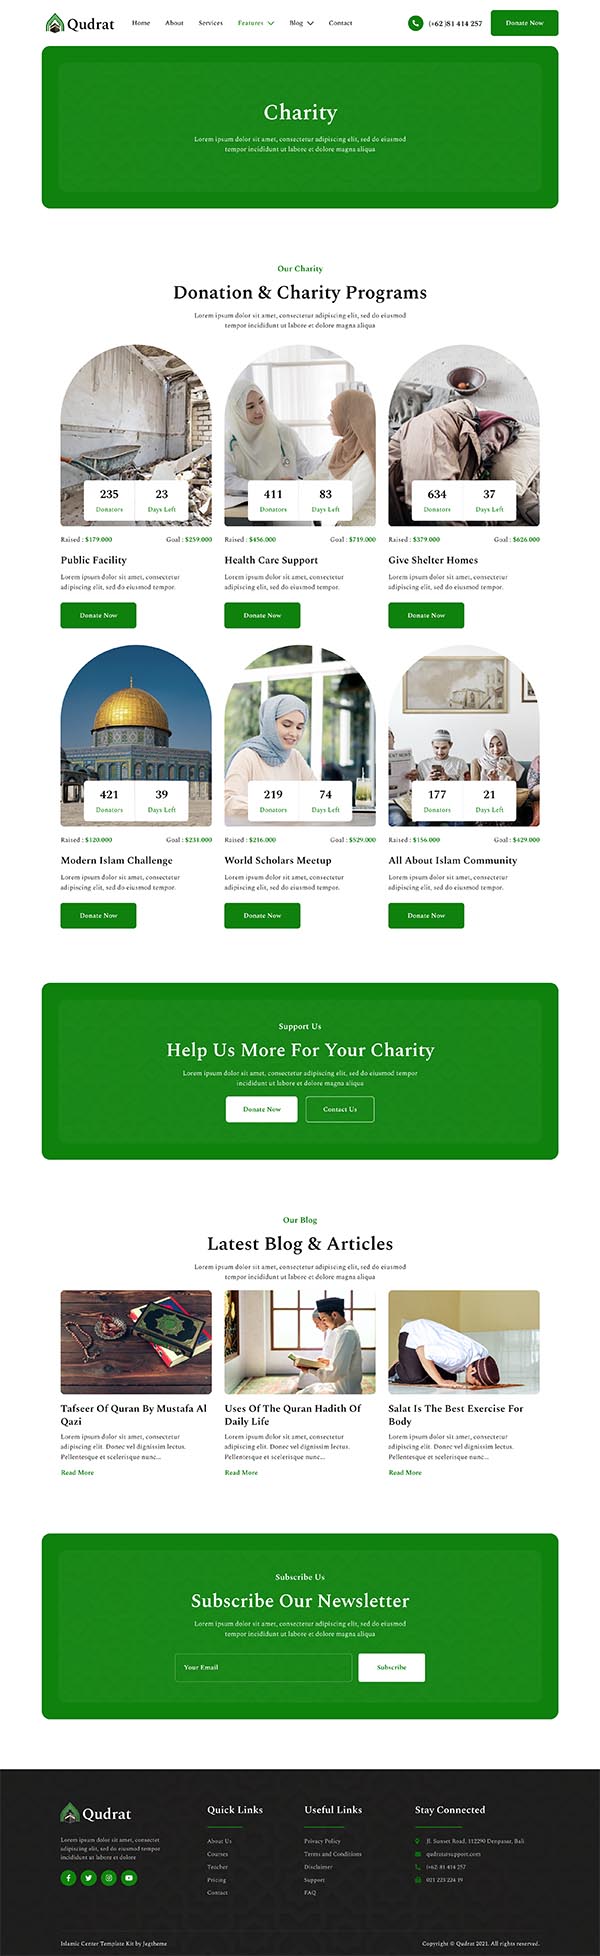 Qudrat
Home About Services Features Blog Contact
(+62 )81 414 257
Donate Now
Charity
Lorem ipsum dolor sit amet, consectetur adipiscing elit, sed do eiusmod
tempor incididunt ut labore et dolore magna aliqua
Our Charity
Donation & Charity Programs
Lorem ipsum dolor sit amet, consectetur adipiscing elit, sed do eiusmod
tempor incididunt ut labore et dolore magna aliqua
235 23
Donators Days Left
Raised : $179.000 Goal : $259.000
Public Facility
Lorem ipsum dolor sit amet, consectetur
adipiscing elit, sed do eiusmod tempor.
Donate Now
411 83
Donators Days Left
Raised : $456.000 Goal : $719.000
Health Care Support
Lorem ipsum dolor sit amet, consectetur
adipiscing elit, sed do eiusmod tempor.
Donate Now
634 37
Donators Days Left
Raised : $379.000 Goal : $626.000
Give Shelter Homes
Lorem ipsum dolor sit amet, consectetur
adipiscing elit, sed do eiusmod tempor.
Donate Now
421 39
Donators Days Left
Raised : $120.000 Goal : $231.000
Modern Islam Challenge
Lorem ipsum dolor sit amet, consectetur
adipiscing elit, sed do eiusmod tempor.
Donate Now
219 74
Donators Days Left
Raised : $216.000 Goal : $529.000
World Scholars Meetup
Lorem ipsum dolor sit amet, consectetur
adipiscing elit, sed do eiusmod tempor.
Donate Now
177 21
Donators Days Left
Raised : $156.000 Goal : $429.000
All About Islam Community
Lorem ipsum dolor sit amet, consectetur
adipiscing elit, sed do eiusmod tempor.
Donate Now
Support Us
Help Us More For Your Charity
Lorem ipsum dolor sit amet, consectetur adipiscing elit, sed do eiusmod tempor
incididunt ut labore et dolore magna aliqua
Donate Now
Contact Us
Our Blog
Latest Blog & Articles
Lorem ipsum dolor sit amet, consectetur adipiscing elit, sed do eiusmod
tempor incididunt ut labore et dolore magna aliqua
Tafseer Of Quran By Mustafa Al
Qazi
Lorem ipsum dolor sit amet, consectetur
adipiscing elit. Donec vel dignissim lectus.
Pellentesque et scelerisque nunc...
Read More
Uses Of The Quran Hadith Of
Daily Life
Lorem ipsum dolor sit amet, consectetur
adipiscing elit. Donec vel dignissim lectus.
Pellentesque et scelerisque nunc...
Read More
Salat Is The Best Exercise For
Body
Lorem ipsum dolor sit amet, consectetur
adipiscing elit. Donec vel dignissim lectus.
Pellentesque et scelerisque nunc...
Read More
Subscribe Us
Subscribe Our Newsletter
Lorem ipsum dolor sit amet, consectetur adipiscing elit, sed do eiusmod
tempor incididunt ut labore et dolore magna aliqua
Your Email
Subscribe
Qudrat
Lorem ipsum dolor sit amet, consectet
adipiscing elit, sed do eiusmod tempor
incididunt ut labore et dolore
Quick Links
About Us
Courses
Teacher
Pricing
Contact
Useful Links
Privacy Policy
Terms and Conditions
Disclaimer
Support
FAQ
Stay Connected
Jl. Sunset Road, 112290 Denpasar, Bali
(+62) 81 414 257
021 223 224 19
Islamic Center Template Kit by Jegtheme
Copyright © Qudrat 2021. All rights reserved.